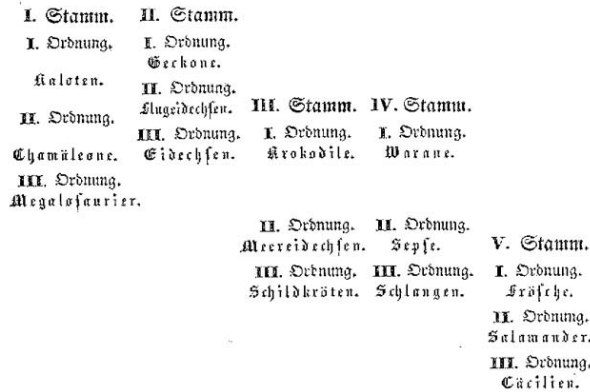 I. Stamm.
I. Ordnung.
Kaloten.
II. Ordnung.
Chamäleone.
III. Ordnung.
Megalosaurier.
II. Stamm.
I. Ordnung.
Geckone.
II. Ordnung.
Flugeidechsen.
III. Ordnung.
Eidechsen.
III. Stamm.
I. Ordnung.
Krokodile.
II. Ordnung.
Meereidechsen.
III. Ordnung.
Schildkröten.
IV. Stamm.
I. Ordnung.
Warane.
II. Ordnung.
Sepse.
III. Ordnung.
Schlangen.
V. Stamm.
I. Ordnung.
Frösche.
II. Ordnung.
Salamander.
III. Ordnung.
Cäcilien.